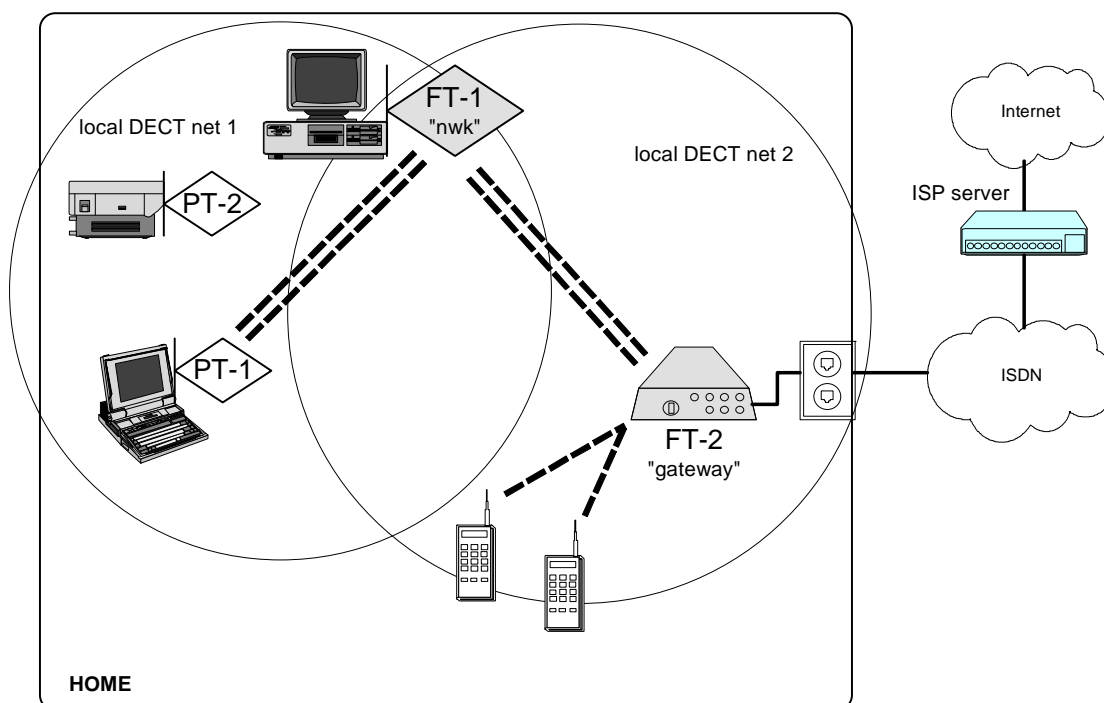 FT-1
"nwk"
local DECT net 1
local DECT net 2
Internet
PT-2
ISP server
PT-1
ISDN
FT-2
"gateway"
HOME